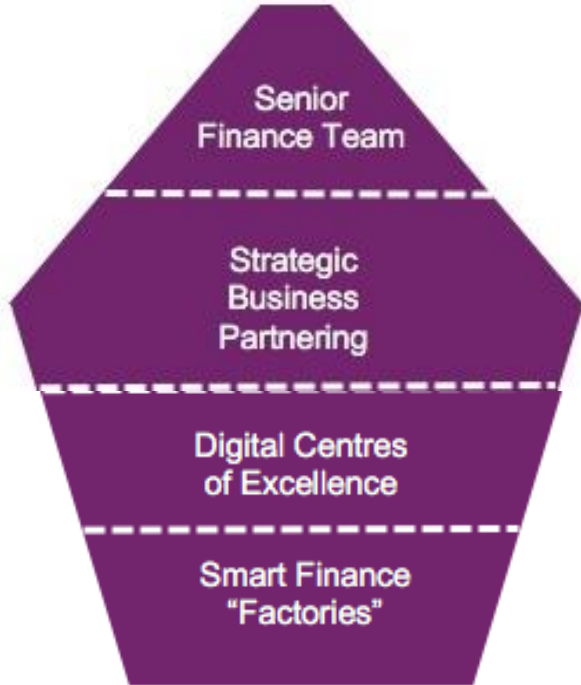 Senior
Finance Team
Strategic
Business
Partnering
Digital Centres
of Excellence
Smart Finance
“Factories”